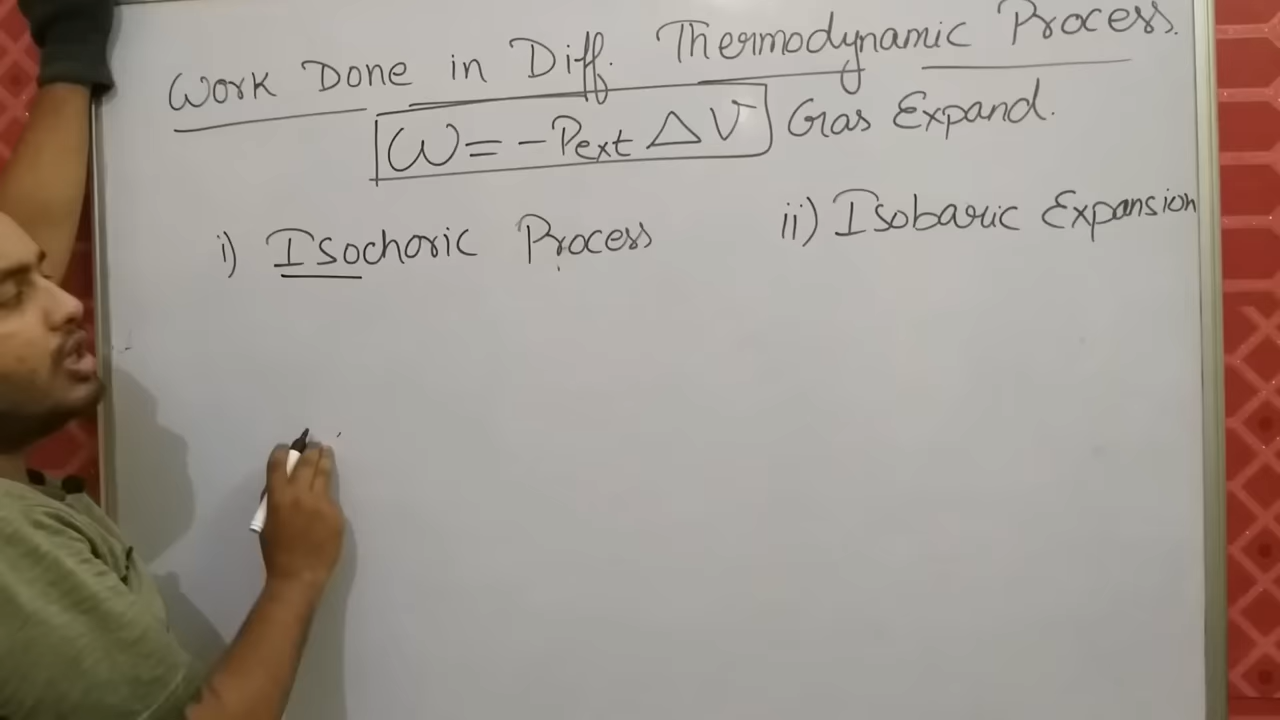 Work Done in Diff. Thermodynamic Process.
W = - Pext ΔV Gas Expand.
i) Isochoric Process
ii) Isobaric Expansion